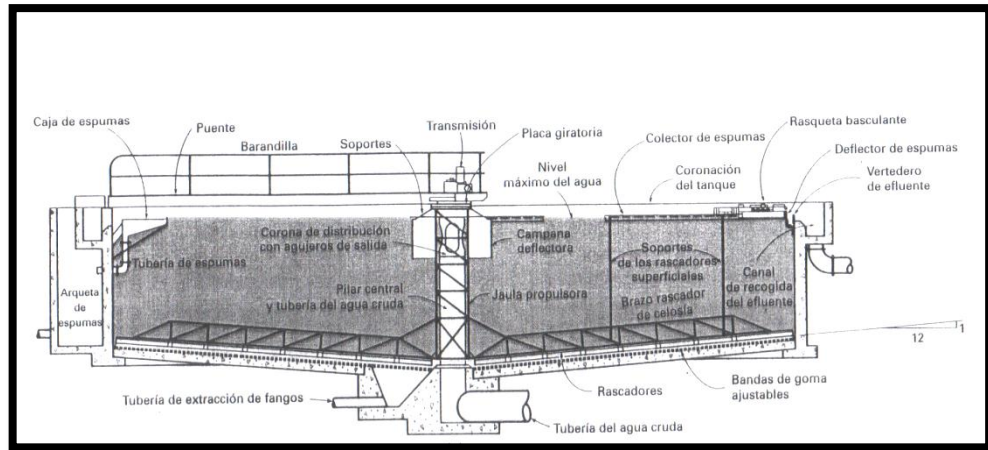 Caja de espumas
Puente
Barandilla
Soportes
Transmisión
Placa giratoria
Nivel
máximo del agua
Colector de espumas
Coronación
del tanque
Rasqueta basculante
Deflector de espumas
Vertedero
de efluente
Corona de distribución
con agujeros de salida
Campana
deflectora
Tubería de espumas
Soportes
de los rascadores
superficiales
Canal
de recogida
del efluente
Arqueta
de
espumas
Pilar central
y tubería del agua cruda
Jaula propulsora
Brazo rascador
de celosía
12
1
Tubería de extracción de fangos
Rascadores
Bandas de goma
ajustables
Tubería del agua cruda